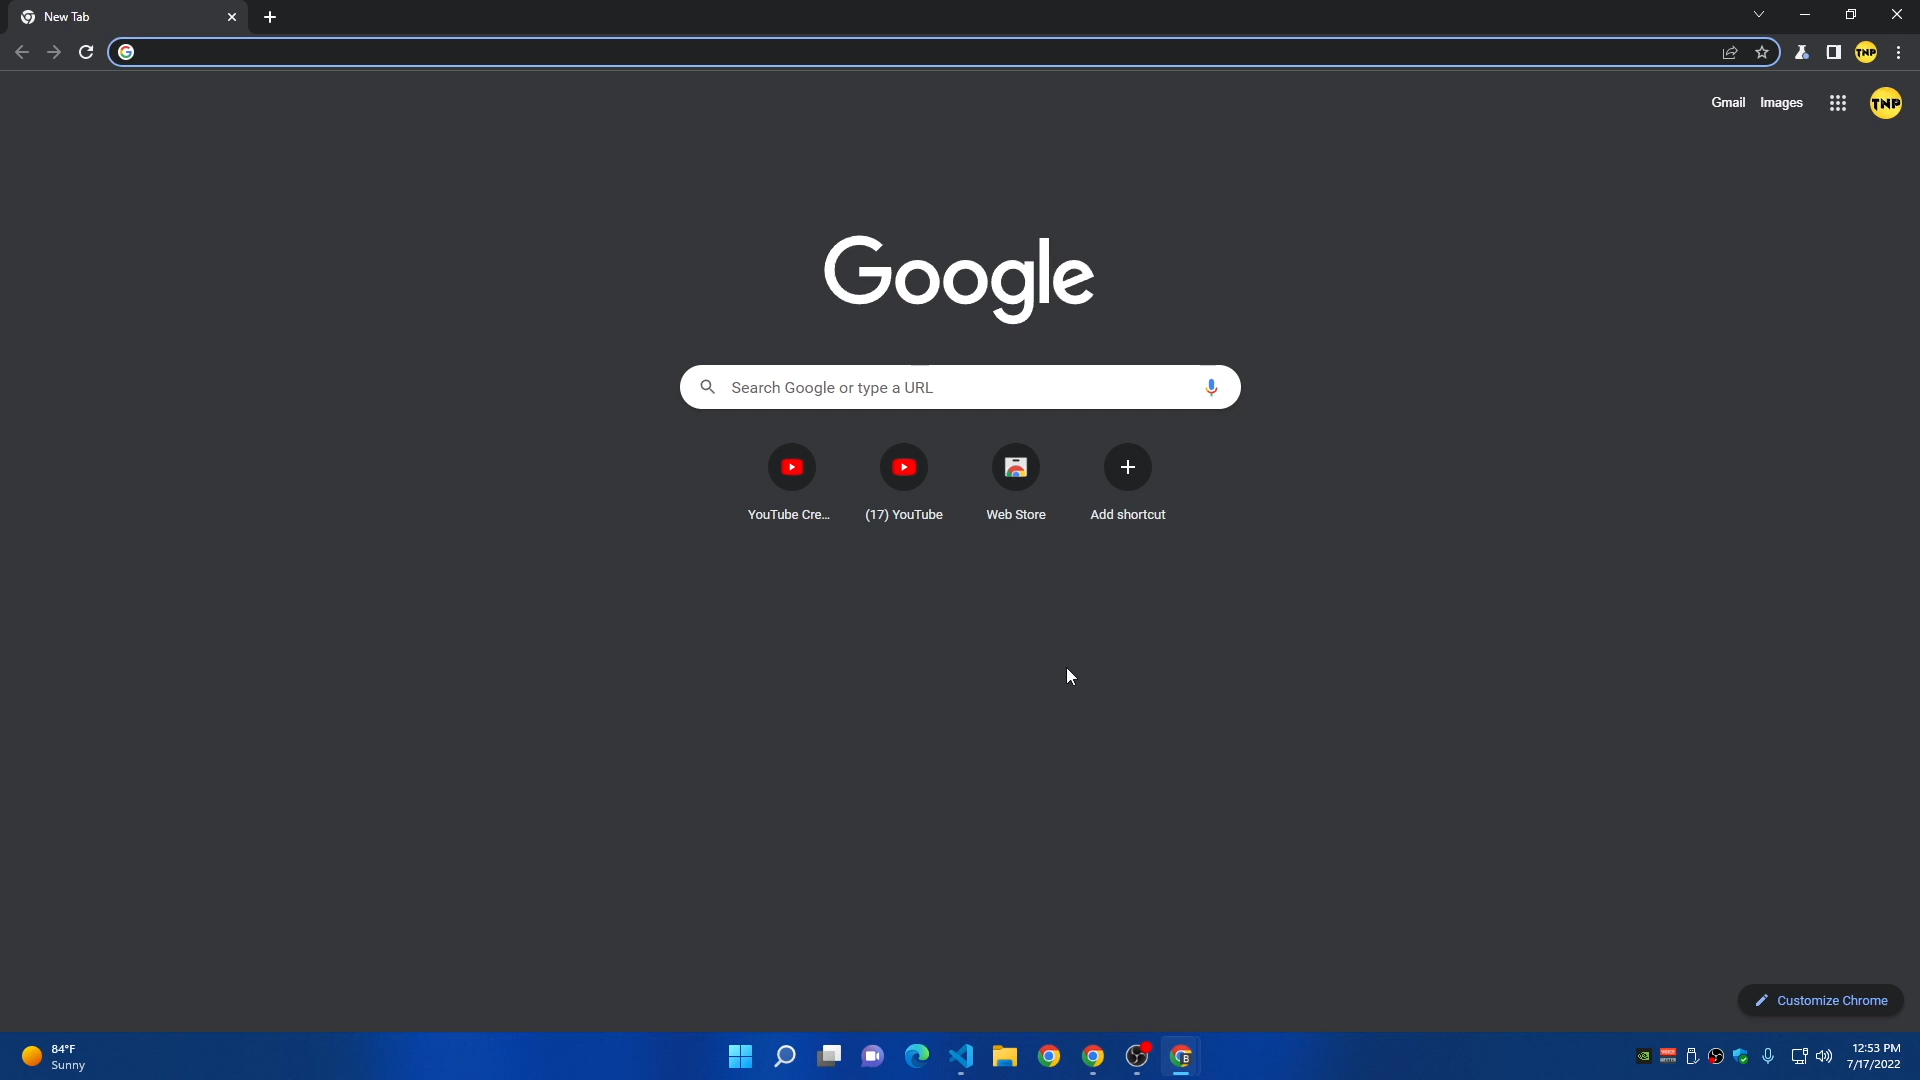 New Tab
TNP
Gmail Images
TNP
Google
Search Google or type a URL
YouTube Cre... (17) YouTube Web Store Add shortcut
Customize Chrome
84°F
Sunny
12:53 PM
7/17/2022